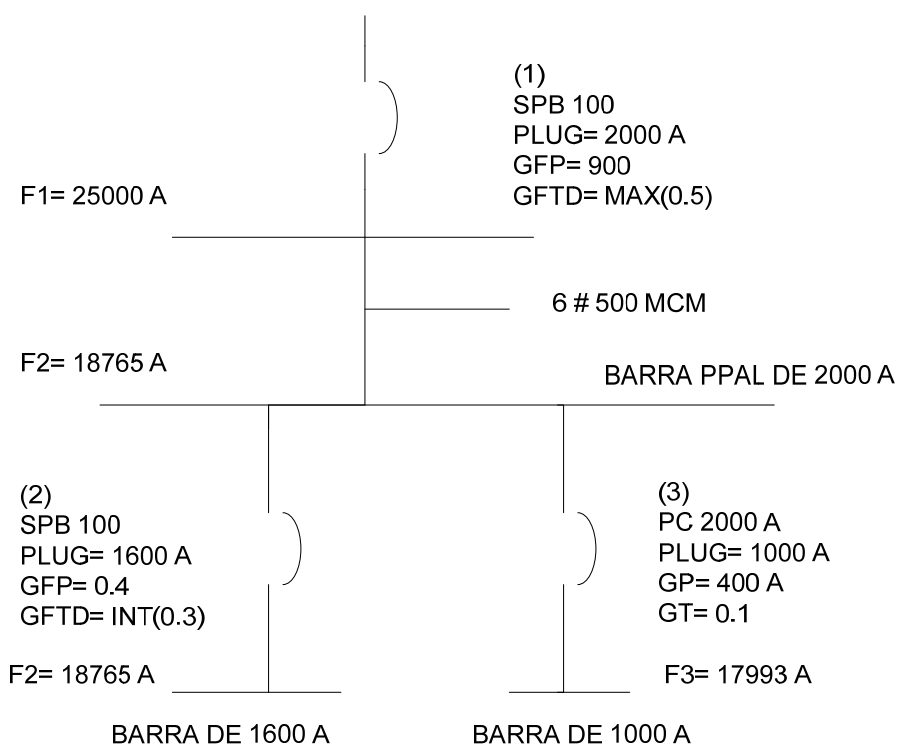 (1)
SPB 100
PLUG= 2000 A
GFP= 900
GFTD= MAX(0.5)
F1= 25000 A
6 # 500 MCM
F2= 18765 A
BARRA PPAL DE 2000 A
(2)
SPB 100
PLUG= 1600 A
GFP= 0.4
GFTD= INT(0.3)
F2= 18765 A
BARRA DE 1600 A
(3)
PC 2000 A
PLUG= 1000 A
GP= 400 A
GT= 0.1
F3= 17993 A
BARRA DE 1000 A